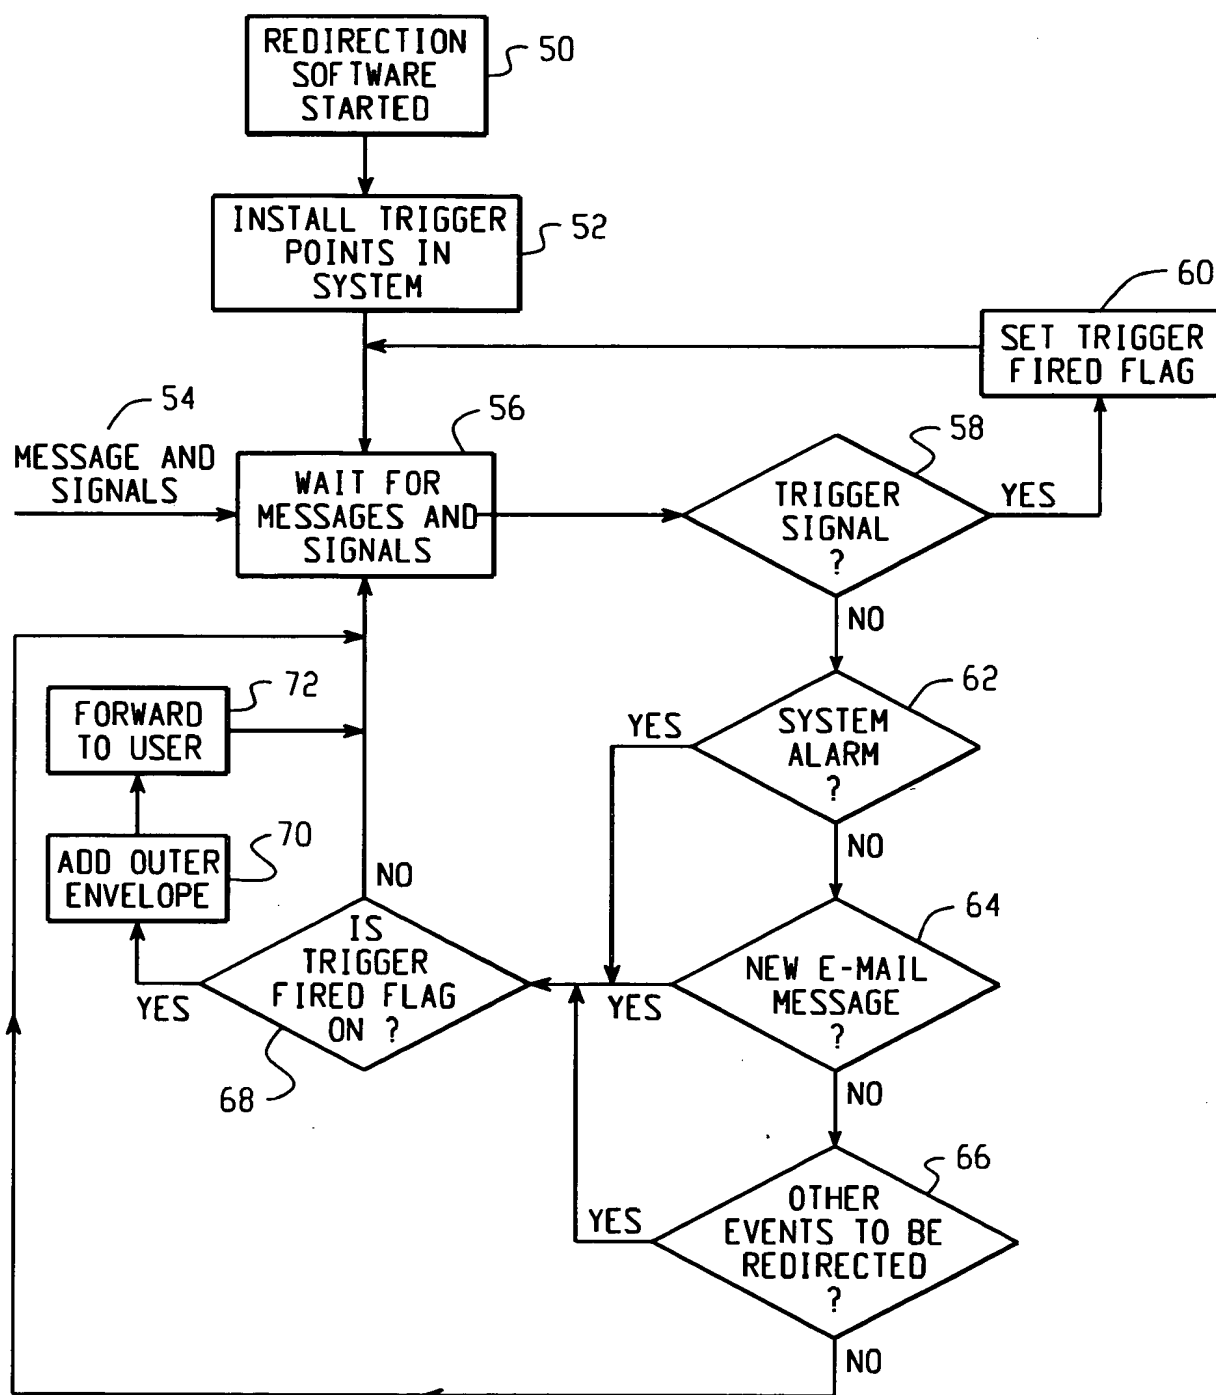 REDIRECTION
SOFTWARE
STARTED
50
INSTALL TRIGGER
POINTS IN
SYSTEM
52
60
SET TRIGGER
FIRED FLAG
54
MESSAGE AND
SIGNALS
56
WAIT FOR
MESSAGES AND
SIGNALS
58
TRIGGER
SIGNAL
?
YES
NO
62
SYSTEM
ALARM
?
YES
NO
72
FORWARD
TO USER
70
ADD OUTER
ENVELOPE
NO
IS
TRIGGER
FIRED FLAG
ON ?
YES
68
64
NEW E-MAIL
MESSAGE
?
YES
NO
66
OTHER
EVENTS TO BE
REDIRECTED
?
YES
NO